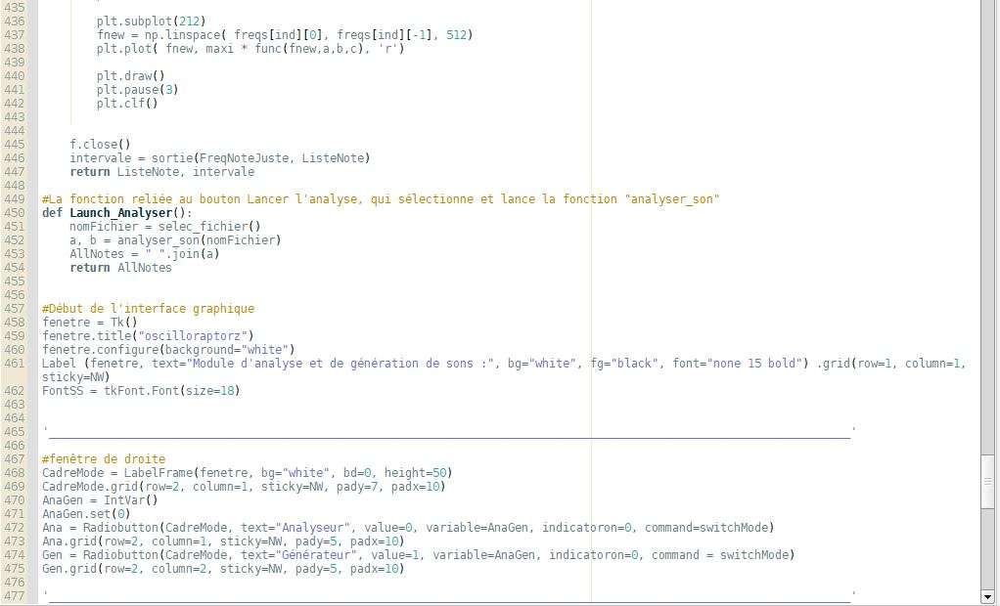 435
436 plt.subplot(212)
437 fnew = np.linspace( freqs[ind][0], freqs[ind][-1], 512)
438 plt.plot( fnew, maxi * func(fnew,a,b,c), 'r')
439
440 plt.draw()
441 plt.pause(3)
442 plt.clf()
443
444
445 f.close()
446 intervale = sortie(FreqNoteJuste, ListeNote)
447 return ListeNote, intervale
448
449 #La fonction reliée au bouton Lancer l'analyse, qui sélectionne et lance la fonction "analyser_son"
450 def Launch_Analyser():
451 nomFichier = selec_fichier()
452 a, b = analyser_son(nomFichier)
453 AllNotes = " ".join(a)
454 return AllNotes
455
456
457 #Début de l'interface graphique
458 fenetre = Tk()
459 fenetre.title("oscilloraptorz")
460 fenetre.configure(background="white")
461 Label (fenetre, text="Module d'analyse et de génération de sons :", bg="white", fg="black", font="none 15 bold") .grid(row=1, column=1,
sticky=NW)
462 FontSS = tkFont.Font(size=18)
463
464
465 '____________________________________________________________________________________________________________________'
466
467 #fenêtre de droite
468 CadreMode = LabelFrame(fenetre, bg="white", bd=0, height=50)
469 CadreMode.grid(row=2, column=1, sticky=NW, pady=7, padx=10)
470 AnaGen = IntVar()
471 AnaGen.set(0)
472 Ana = Radiobutton(CadreMode, text="Analyseur", value=0, variable=AnaGen, indicatoron=0, command=switchMode)
473 Ana.grid(row=2, column=1, sticky=NW, pady=5, padx=10)
474 Gen = Radiobutton(CadreMode, text="Générateur", value=1, variable=AnaGen, indicatoron=0, command = switchMode)
475 Gen.grid(row=2, column=2, sticky=NW, pady=5, padx=10)
476
477 '____________________________________________________________________________________________________________________'